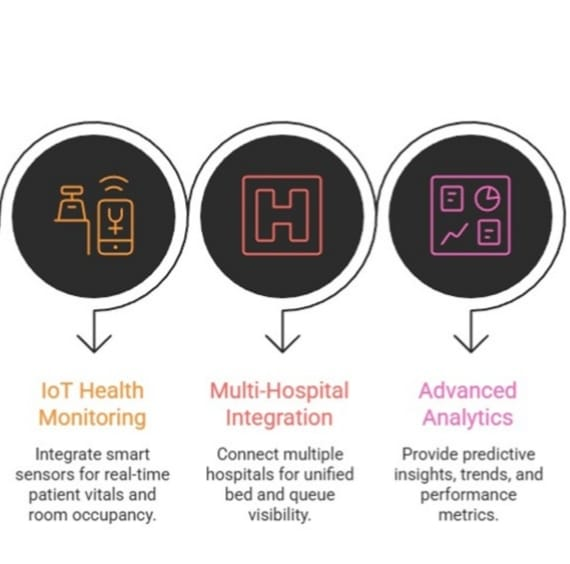 IoT Health
Monitoring
Integrate smart
sensors for real-time
patient vitals and
room occupancy.
Multi-Hospital
Integration
Connect multiple
hospitals for unified
bed and queue
visibility.
Advanced
Analytics
Provide predictive
insights, trends, and
performance
metrics.